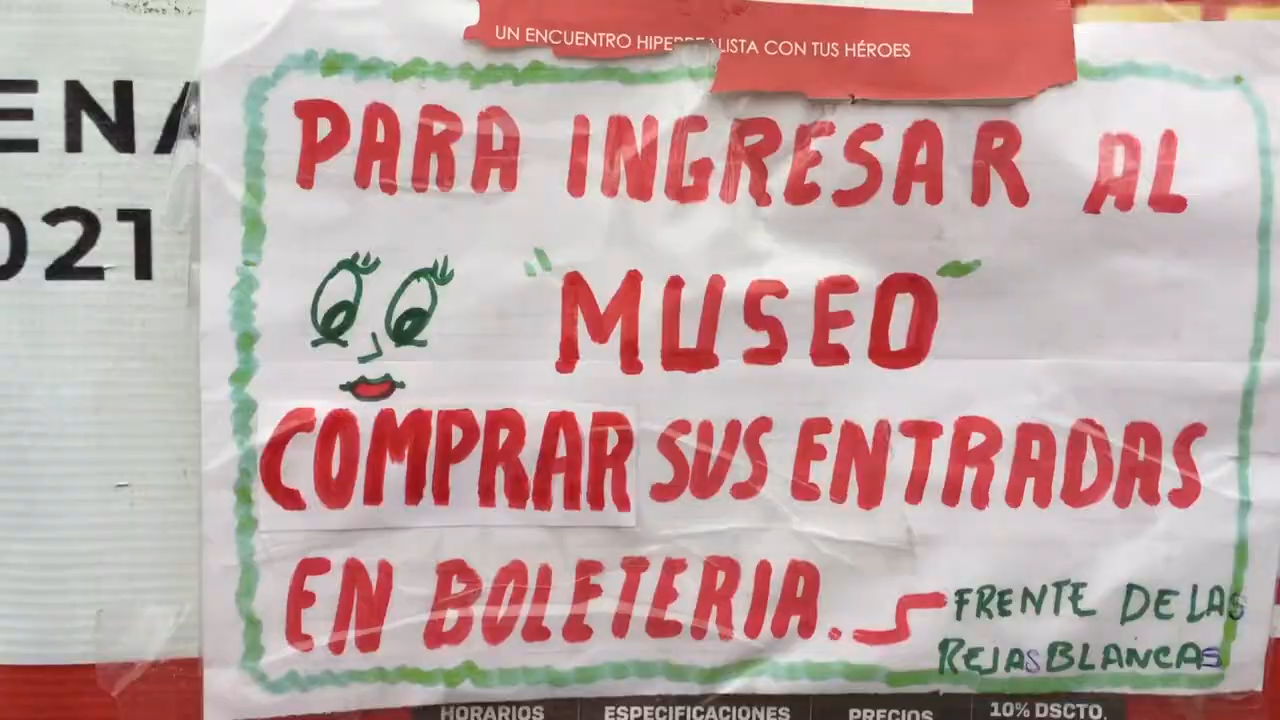 UN ENCUENTRO HIPERREALISTA CON TUS HÉROES
ENA
021
PARA INGRESAR AL
"MUSEO"
COMPRAR SUS ENTRADAS
EN BOLETERIA.
FRENTE DE LAS
REJAS BLANCAS
HORARIOS ESPECIFICACIONES PRECIOS 10% DSCTO.